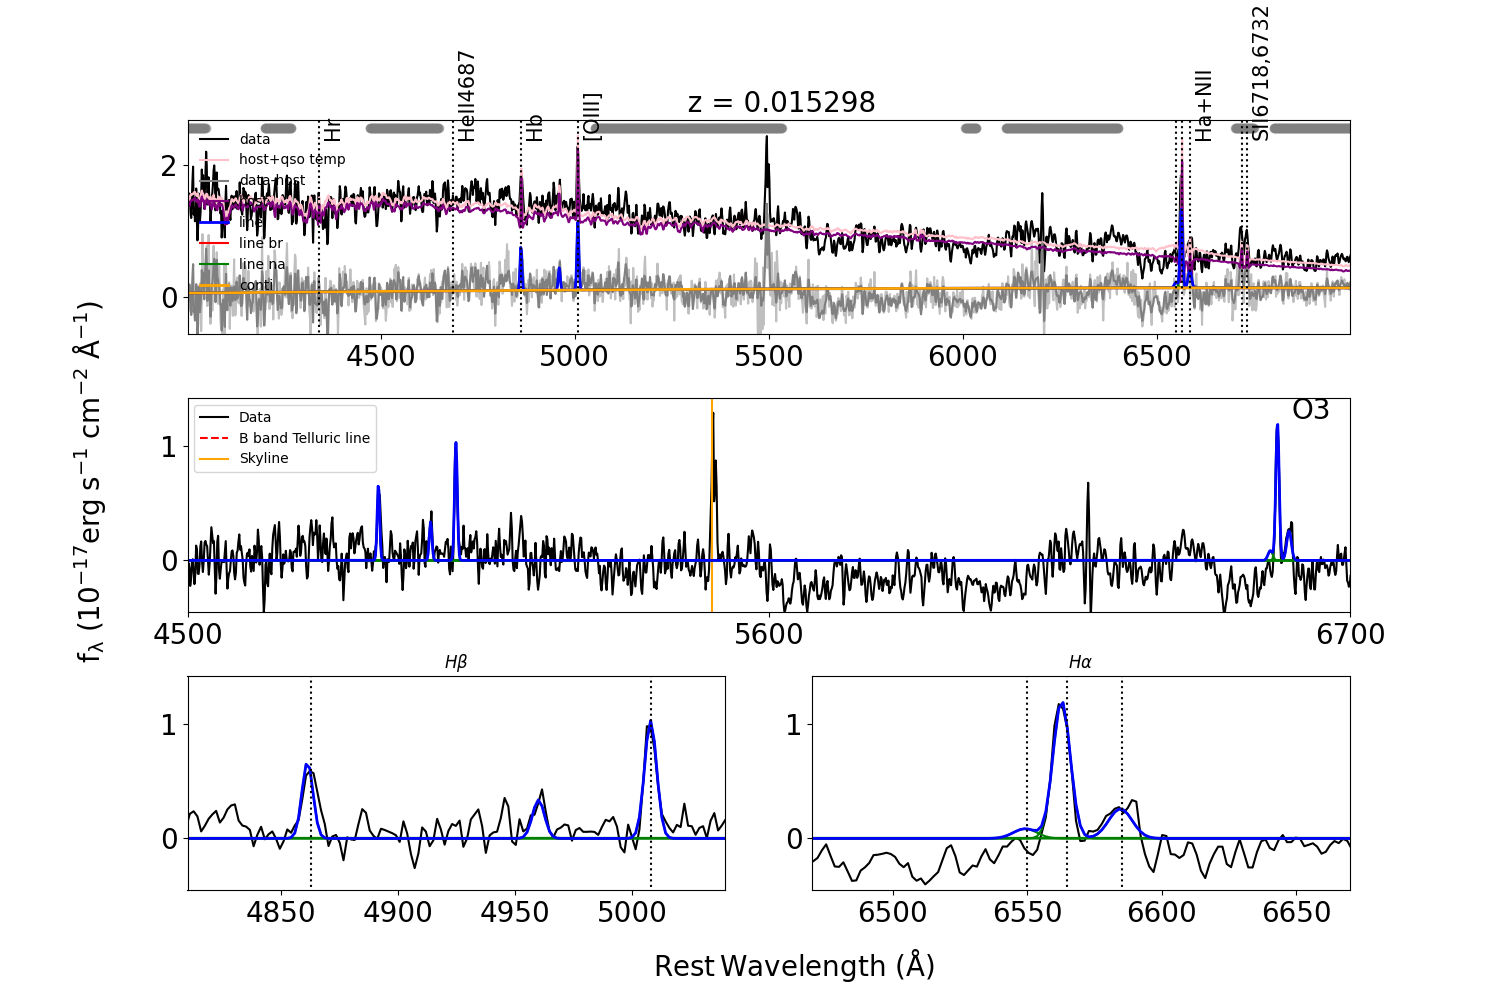 z = 0.015298
Hr
HeII4687
Hb
[OIII]
Ha+NII
SII6718,6732
data
host+qso temp
data-host
line
line br
line na
conti
2
0
4500 5000 5500 6000 6500
fλ (10−17erg s−1 cm−2 Å−1)
O3
Data
B band Telluric line
Skyline
1
0
4500 5600 6700
Hβ
1
0
4850 4900 4950 5000
Hα
1
0
6500 6550 6600 6650
Rest Wavelength (Å)